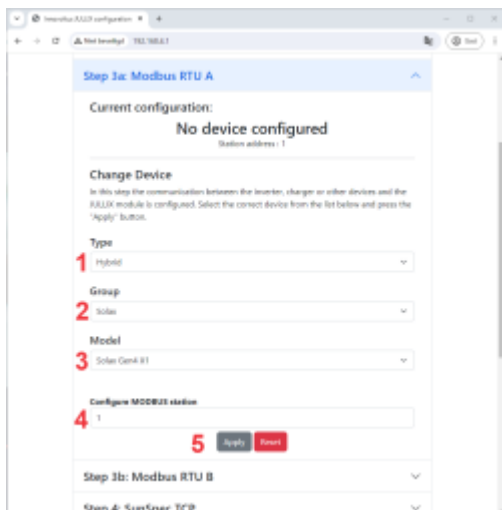 Innovitas JULLIX configuration
Niet beveiligd 192.168.4.1
Step 3a: Modbus RTU A
Current configuration:
No device configured
Station address : 1
Change Device
In this step the communication between the inverter, charger or other devices and the
JULLIX module is configured. Select the correct device from the list below and press the
"Apply" button.
Type
1 Hybrid
Group
2 Solax
Model
3 Solax Gen4 X1
Configure MODBUS station
4 1
5 Apply Reset
Step 3b: Modbus RTU B
Step 4: SunSpec TCP